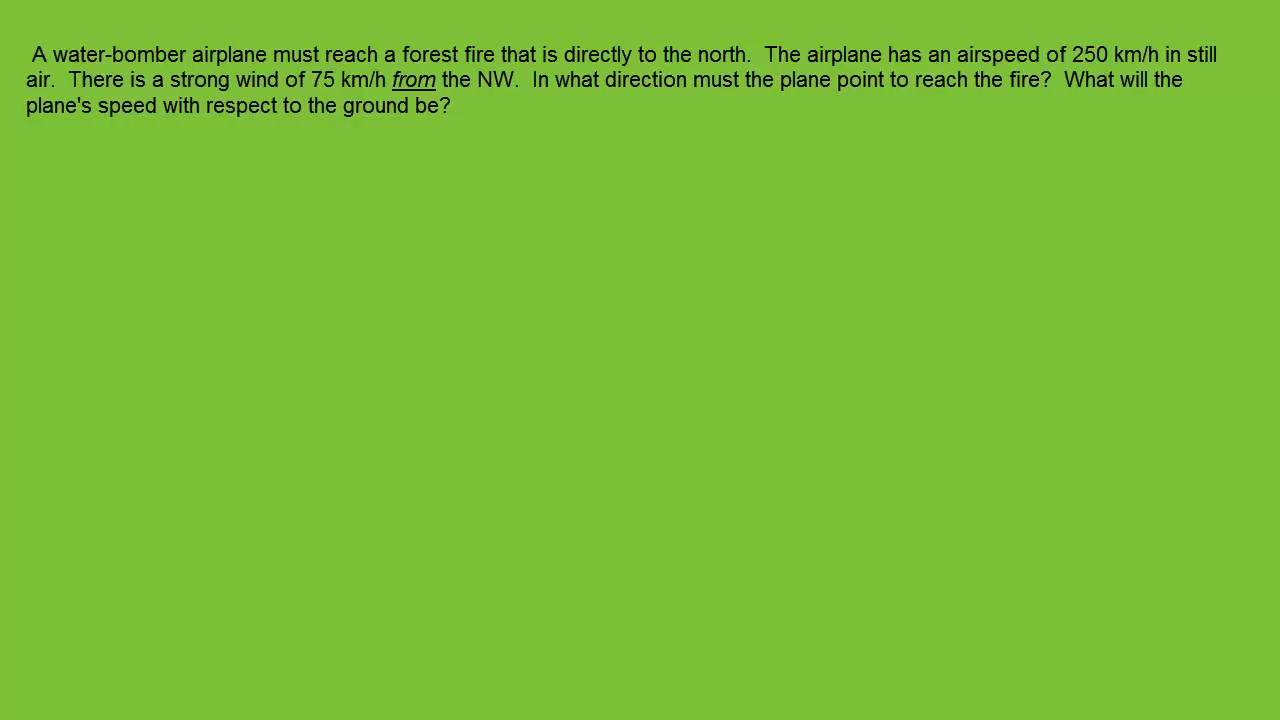 A water-bomber airplane must reach a forest fire that is directly to the north. The airplane has an airspeed of 250 km/h in still
air. There is a strong wind of 75 km/h from the NW. In what direction must the plane point to reach the fire? What will the
plane's speed with respect to the ground be?